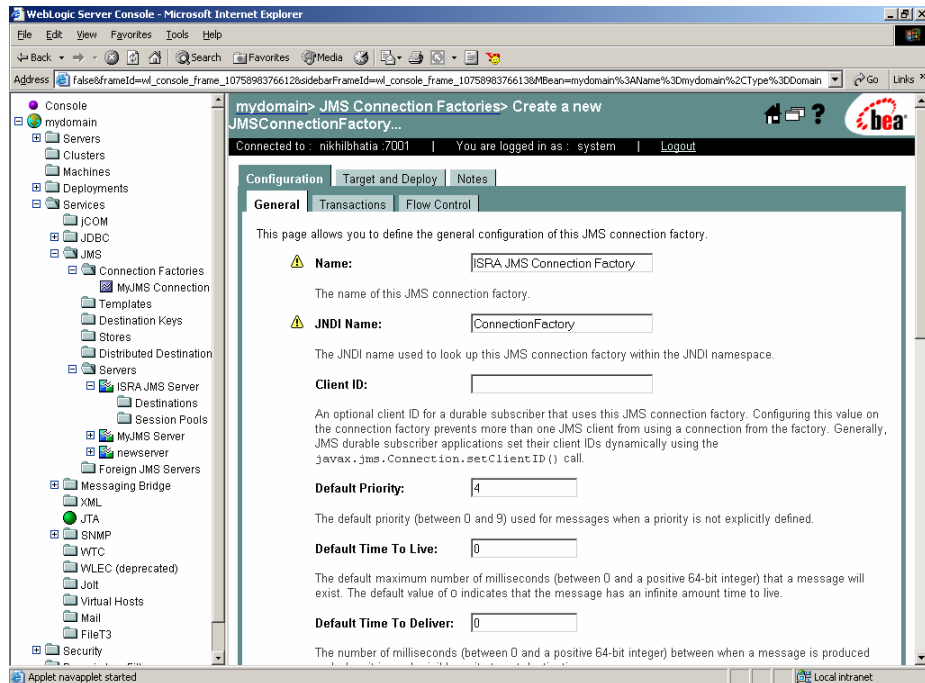 WebLogic Server Console - Microsoft Internet Explorer
File Edit View Favorites Tools Help
Back Search Favorites Media
Address false&frameId=wl_console_frame_1075898376612&sidebarFrameId=wl_console_frame_1075898376613&MBean=mydomain%3AName%3Dmydomain%2CType%3DDomain Go Links »
Console
mydomain
Servers
Clusters
Machines
Deployments
Services
jCOM
JDBC
JMS
Connection Factories
MyJMS Connection
Templates
Destination Keys
Stores
Distributed Destination
Servers
ISRA JMS Server
Destinations
Session Pools
MyJMS Server
newserver
Foreign JMS Servers
Messaging Bridge
XML
JTA
SNMP
WTC
WLEC (deprecated)
Jolt
Virtual Hosts
Mail
FileT3
Security
mydomain> JMS Connection Factories> Create a new
JMSConnectionFactory...
? bea
Connected to : nikhilbhatia :7001 | You are logged in as : system | Logout
Configuration Target and Deploy Notes
General Transactions Flow Control
This page allows you to define the general configuration of this JMS connection factory.
Name: ISRA JMS Connection Factory
The name of this JMS connection factory.
JNDI Name: ConnectionFactory
The JNDI name used to look up this JMS connection factory within the JNDI namespace.
Client ID:
An optional client ID for a durable subscriber that uses this JMS connection factory. Configuring this value on
the connection factory prevents more than one JMS client from using a connection from the factory. Generally,
JMS durable subscriber applications set their client IDs dynamically using the
javax.jms.Connection.setClientID() call.
Default Priority: 4
The default priority (between 0 and 9) used for messages when a priority is not explicitly defined.
Default Time To Live: 0
The default maximum number of milliseconds (between 0 and a positive 64-bit integer) that a message will
exist. The default value of 0 indicates that the message has an infinite amount time to live.
Default Time To Deliver: 0
The number of milliseconds (between 0 and a positive 64-bit integer) between when a message is produced
Applet navapplet started
Local intranet